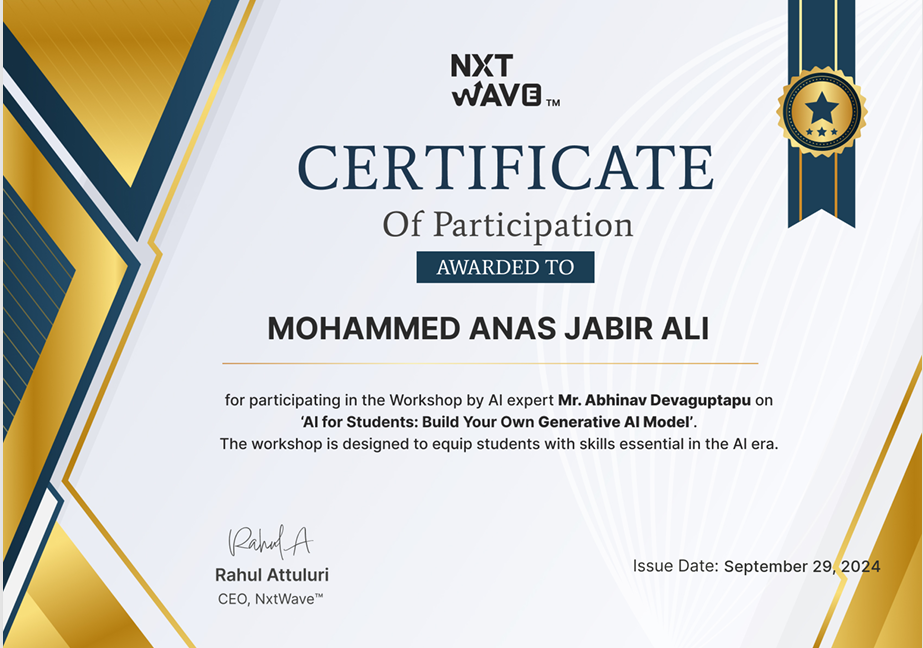 NXT
WAVE TM
CERTIFICATE
Of Participation
AWARDED TO
MOHAMMED ANAS JABIR ALI
for participating in the Workshop by AI expert Mr. Abhinav Devaguptapu on
‘AI for Students: Build Your Own Generative AI Model’.
The workshop is designed to equip students with skills essential in the AI era.
Rahul A
Rahul Attuluri
CEO, NxtWave™
Issue Date: September 29, 2024